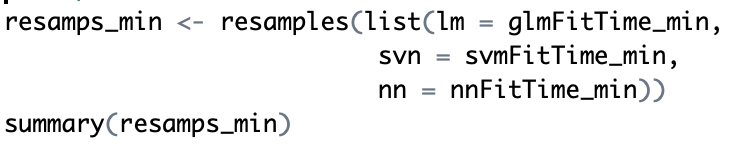 resamps_min <- resamples(list(lm = glmFitTime_min,
svn = svmFitTime_min,
nn = nnFitTime_min))
summary(resamps_min)